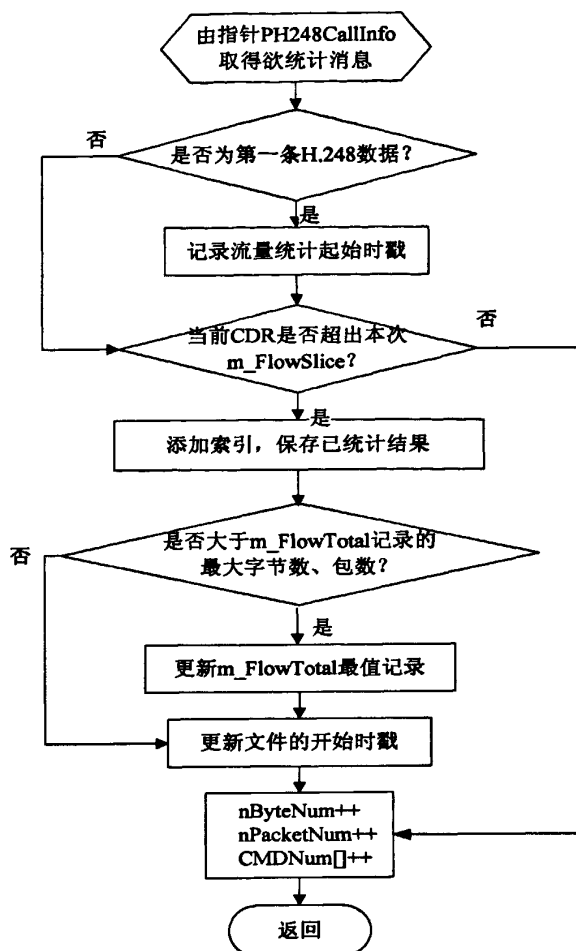 由指针PH248CallInfo
取得欲统计消息
否
是否为第一条H.248数据?
是
记录流量统计起始时戳
否
当前CDR是否超出本次
m_FlowSlice?
是
添加索引，保存已统计结果
否
是否大于m_FlowTotal记录的
最大字节数、包数?
是
更新m_FlowTotal最值记录
更新文件的开始时戳
nByteNum++
nPacketNum++
CMDNum[]++
返回